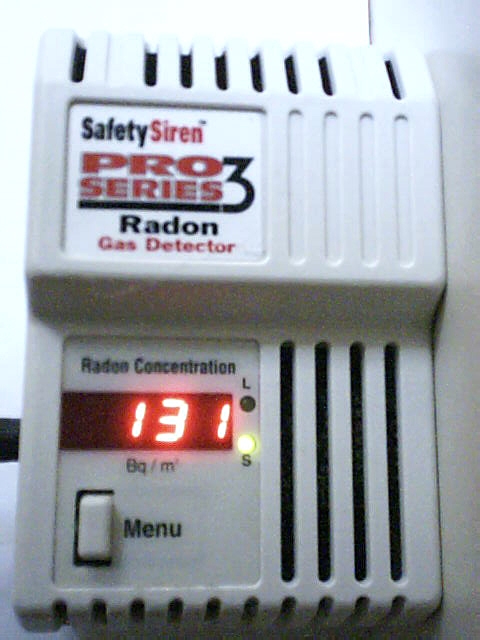 SafetySiren™
PRO
SERIES 3
Radon
Gas Detector
Radon Concentration
L
131
S
Bq / m³
Menu